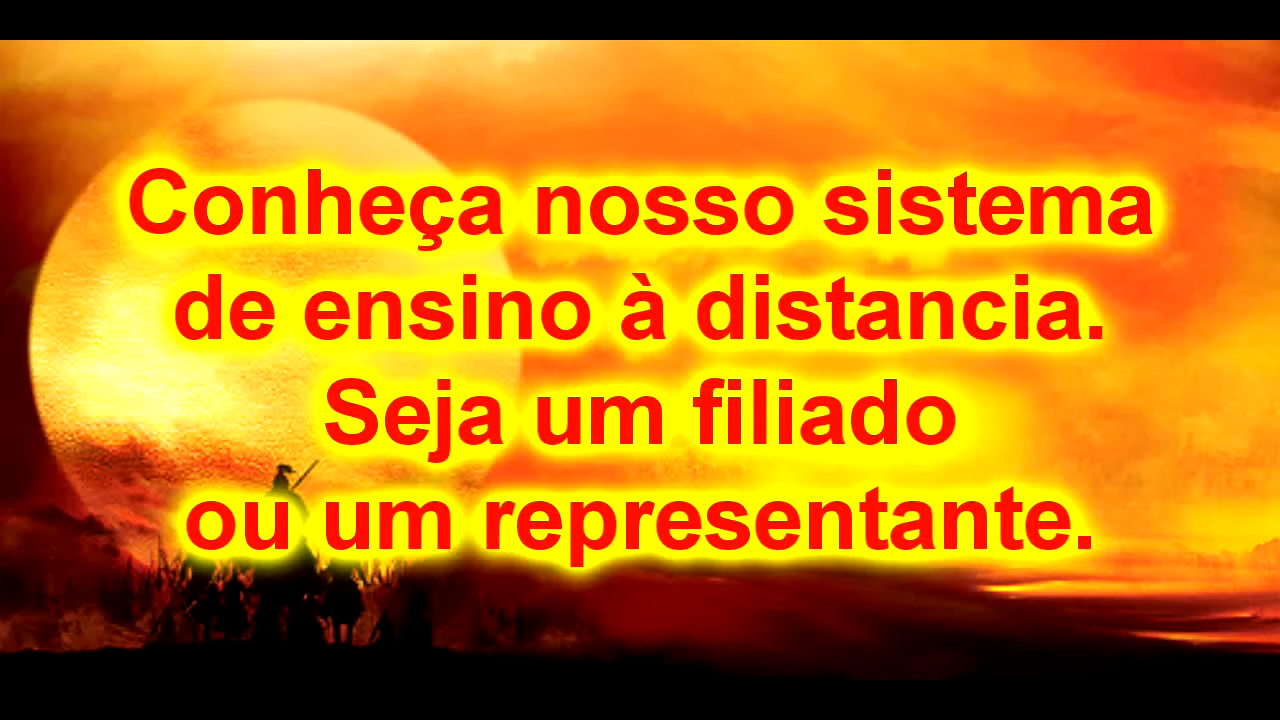 Conheça nosso sistema
de ensino à distancia.
Seja um filiado
ou um representante.